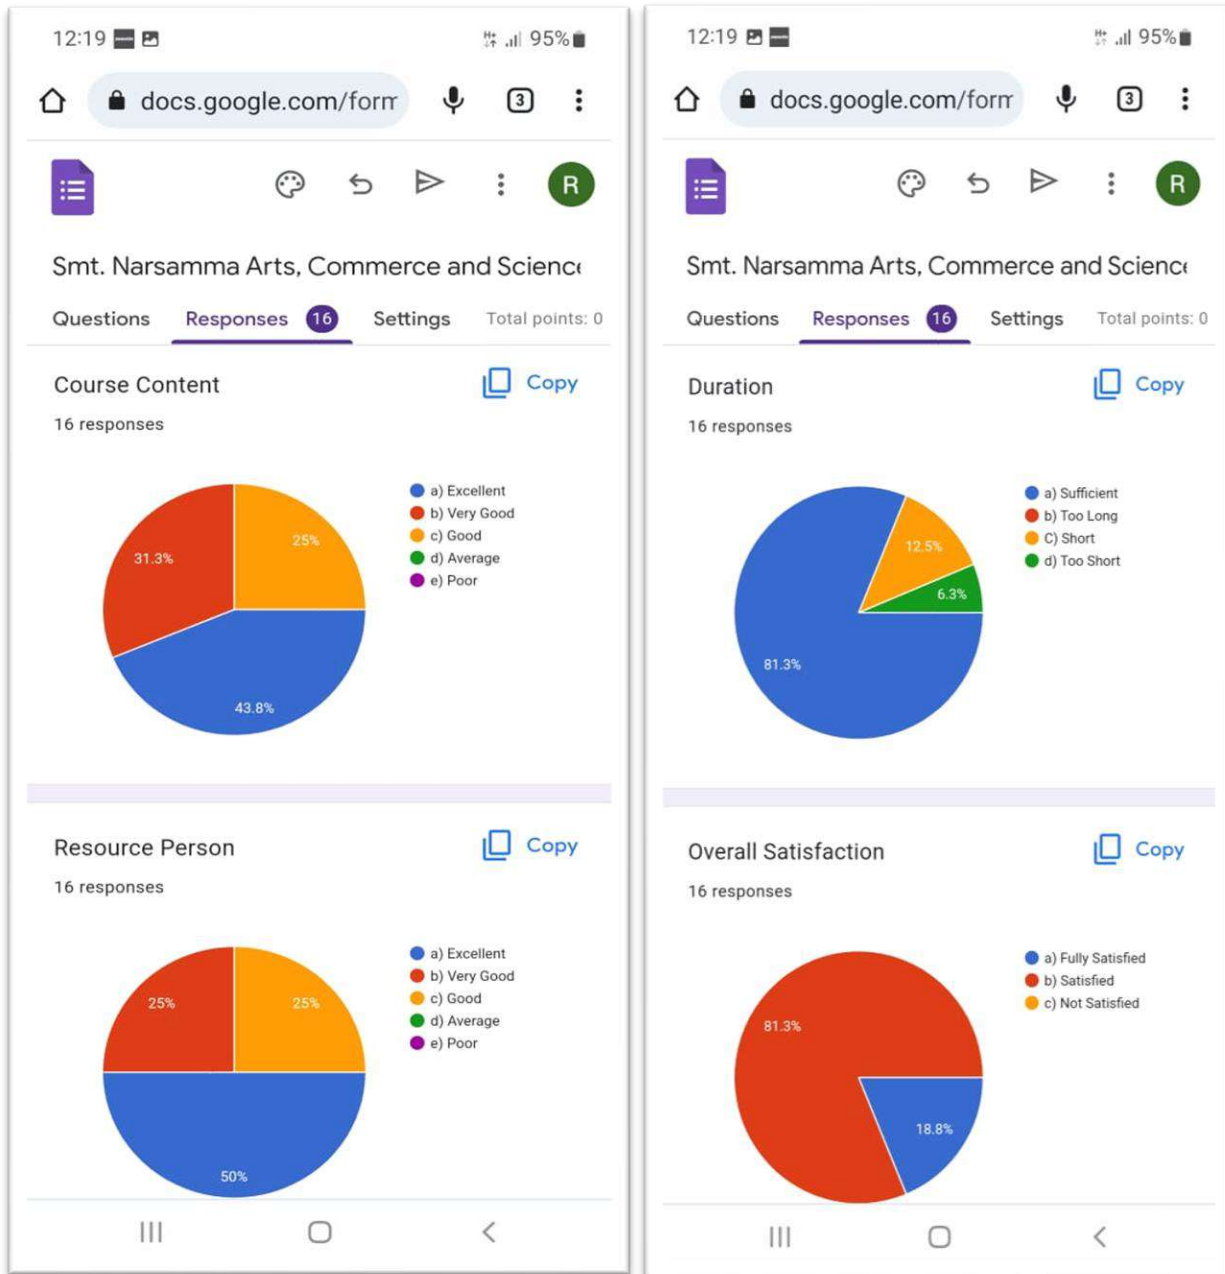 12:19 95%
docs.google.com/form 3
R
Smt. Narsamma Arts, Commerce and Science
Questions Responses 16 Settings Total points: 0
Course Content Copy
16 responses
a) Excellent
b) Very Good
c) Good
d) Average
e) Poor
25%
31.3%
43.8%
Resource Person Copy
16 responses
a) Excellent
b) Very Good
c) Good
d) Average
e) Poor
25% 25%
50%
12:19 95%
docs.google.com/form 3
R
Smt. Narsamma Arts, Commerce and Science
Questions Responses 16 Settings Total points: 0
Duration Copy
16 responses
a) Sufficient
b) Too Long
C) Short
d) Too Short
12.5%
6.3%
81.3%
Overall Satisfaction Copy
16 responses
a) Fully Satisfied
b) Satisfied
c) Not Satisfied
81.3%
18.8%